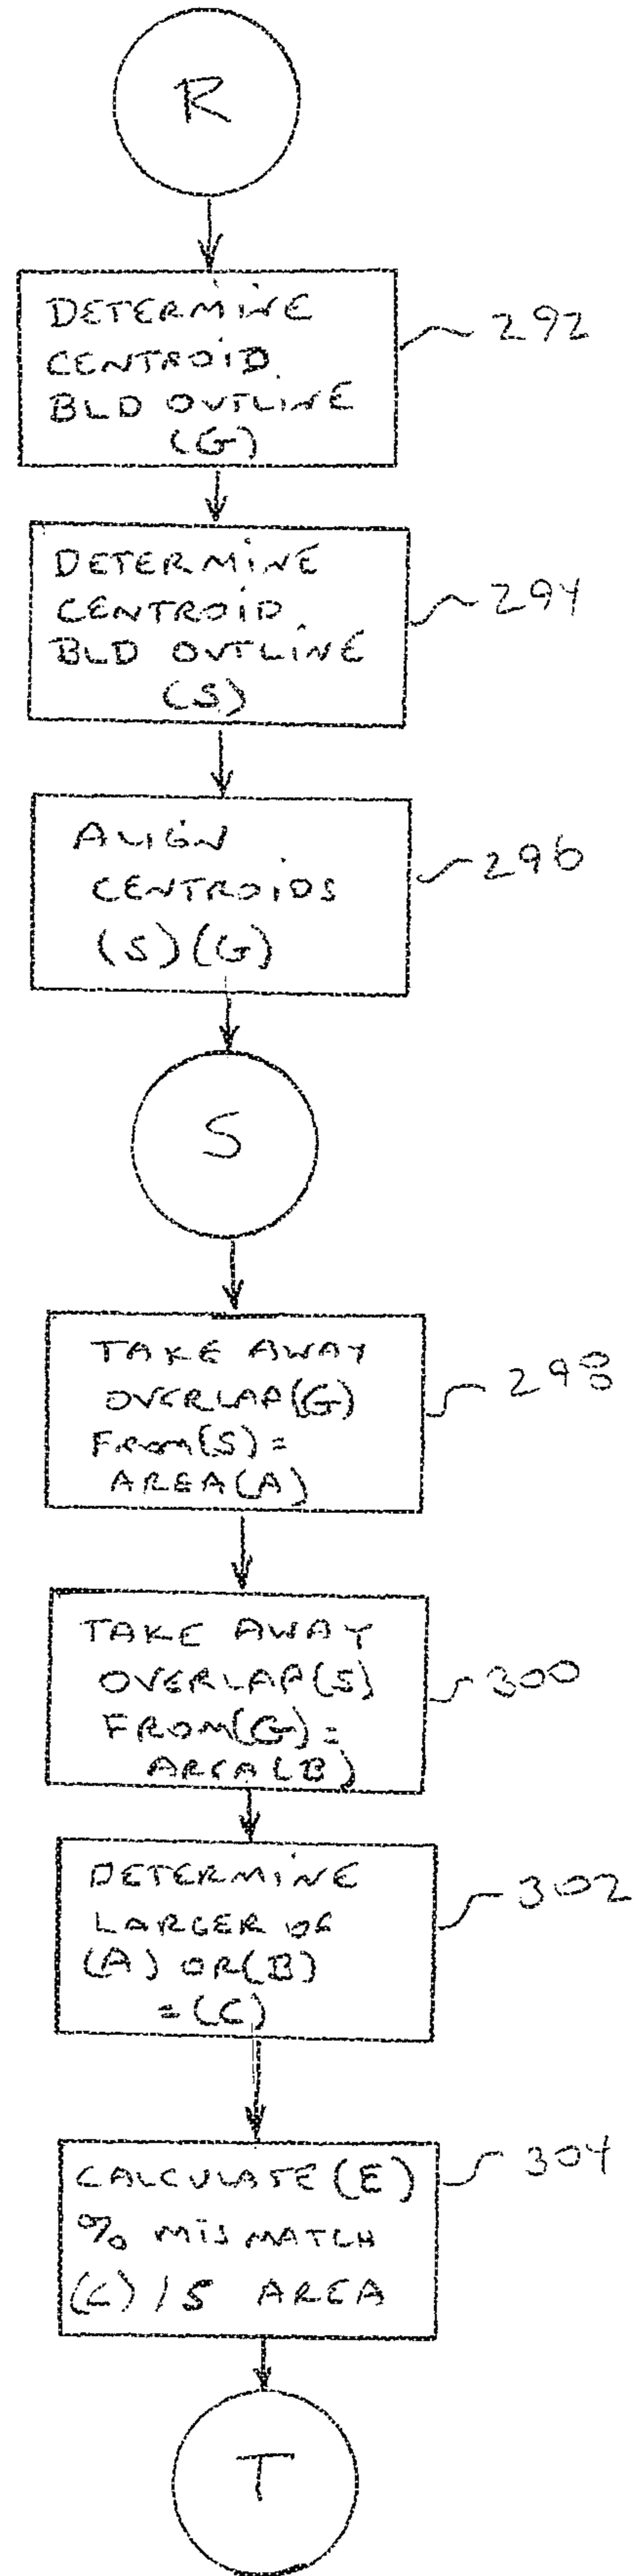 R
DETERMINE
CENTROID
BLD OUTLINE
(G)
292
DETERMINE
CENTROID
BLD OUTLINE
(S)
294
ALIGN
CENTROIDS
(S)(G)
296
S
TAKE AWAY
OVERLAP(G)
FROM(S)=
AREA(A)
298
TAKE AWAY
OVERLAP(S)
FROM(G)=
AREA(B)
300
DETERMINE
LARGER OF
(A) OR(B)
=(C)
302
CALCULATE(E)
% MISMATCH
(C)/S AREA
304
T